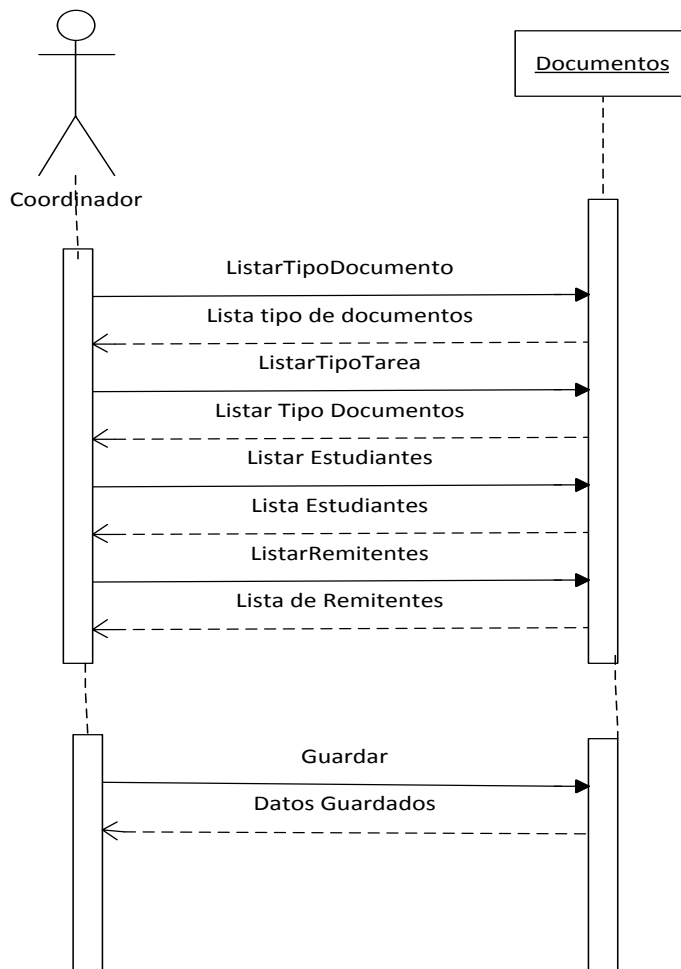 Documentos
Coordinador
ListarTipoDocumento
Lista tipo de documentos
ListarTipoTarea
Listar Tipo Documentos
Listar Estudiantes
Lista Estudiantes
ListarRemitentes
Lista de Remitentes
Guardar
Datos Guardados